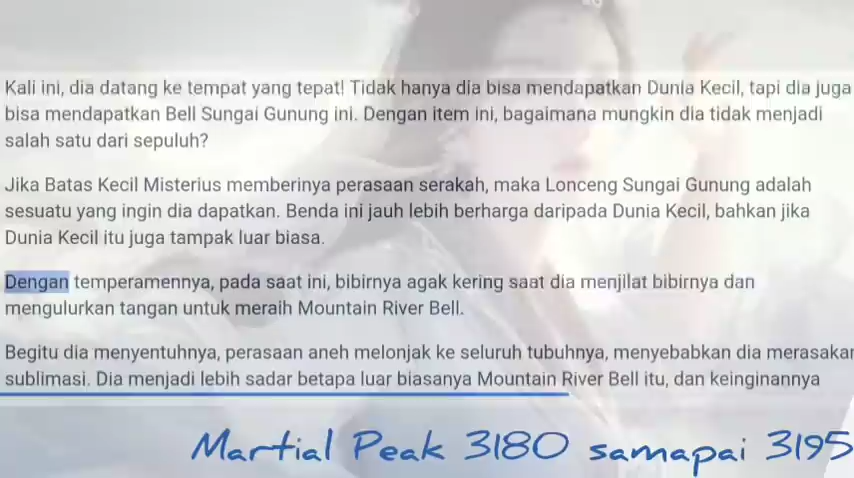 Kali ini, dia datang ke tempat yang tepat! Tidak hanya dia bisa mendapatkan Dunia Kecil, tapi dia juga
bisa mendapatkan Bell Sungai Gunung ini. Dengan item ini, bagaimana mungkin dia tidak menjadi
salah satu dari sepuluh?
Jika Batas Kecil Misterius memberinya perasaan serakah, maka Lonceng Sungai Gunung adalah
sesuatu yang ingin dia dapatkan. Benda ini jauh lebih berharga daripada Dunia Kecil, bahkan jika
Dunia Kecil itu juga tampak luar biasa.
Dengan temperamennya, pada saat ini, bibirnya agak kering saat dia menjilat bibirnya dan
mengulurkan tangan untuk meraih Mountain River Bell.
Begitu dia menyentuhnya, perasaan aneh melonjak ke seluruh tubuhnya, menyebabkan dia merasakan
sublimasi. Dia menjadi lebih sadar betapa luar biasanya Mountain River Bell itu, dan keinginannya
Martial Peak 3180 samapai 3195